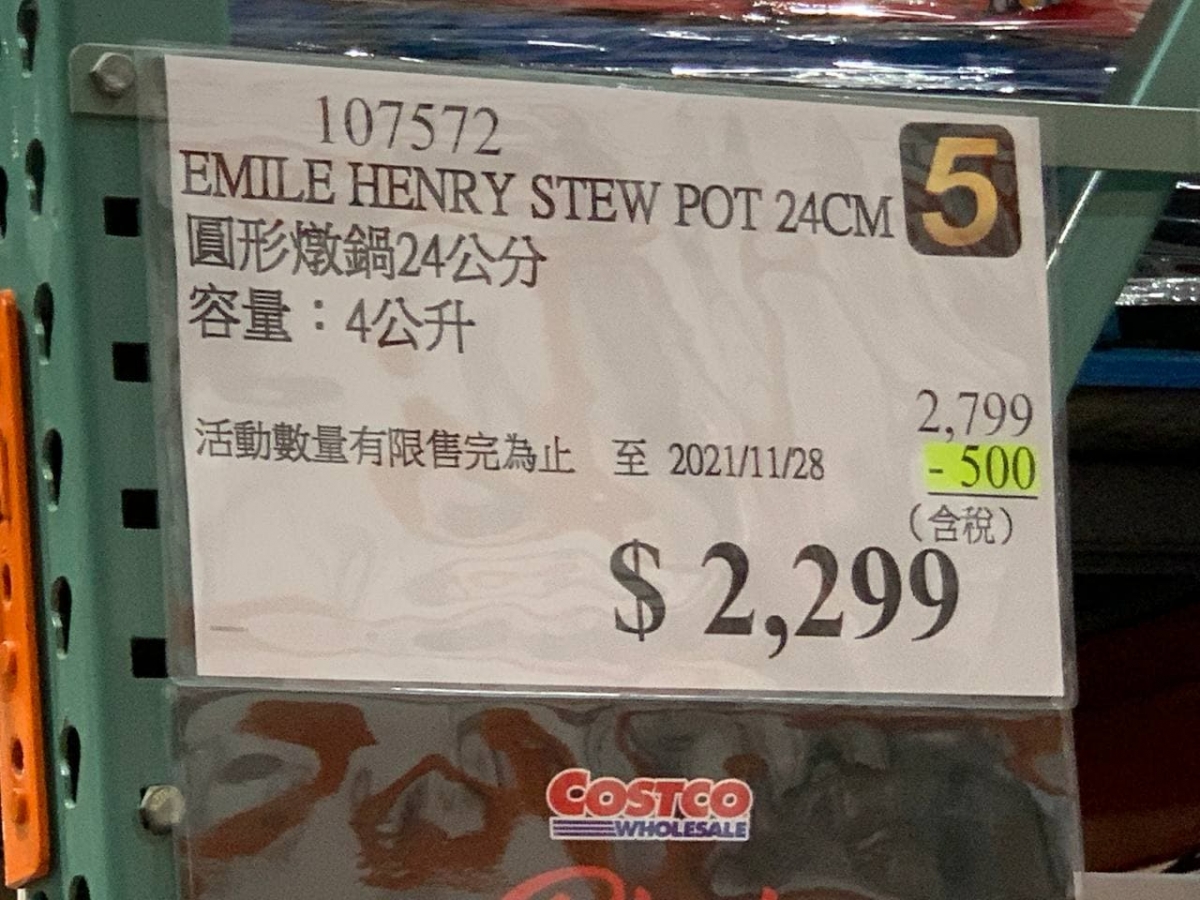 107572
EMILE HENRY STEW POT 24CM
5
圓形燉鍋24公分
容量：4公升
2,799
活動數量有限售完為止 至 2021/11/28
- 500
(含稅)
$ 2,299
COSTCO
WHOLESALE